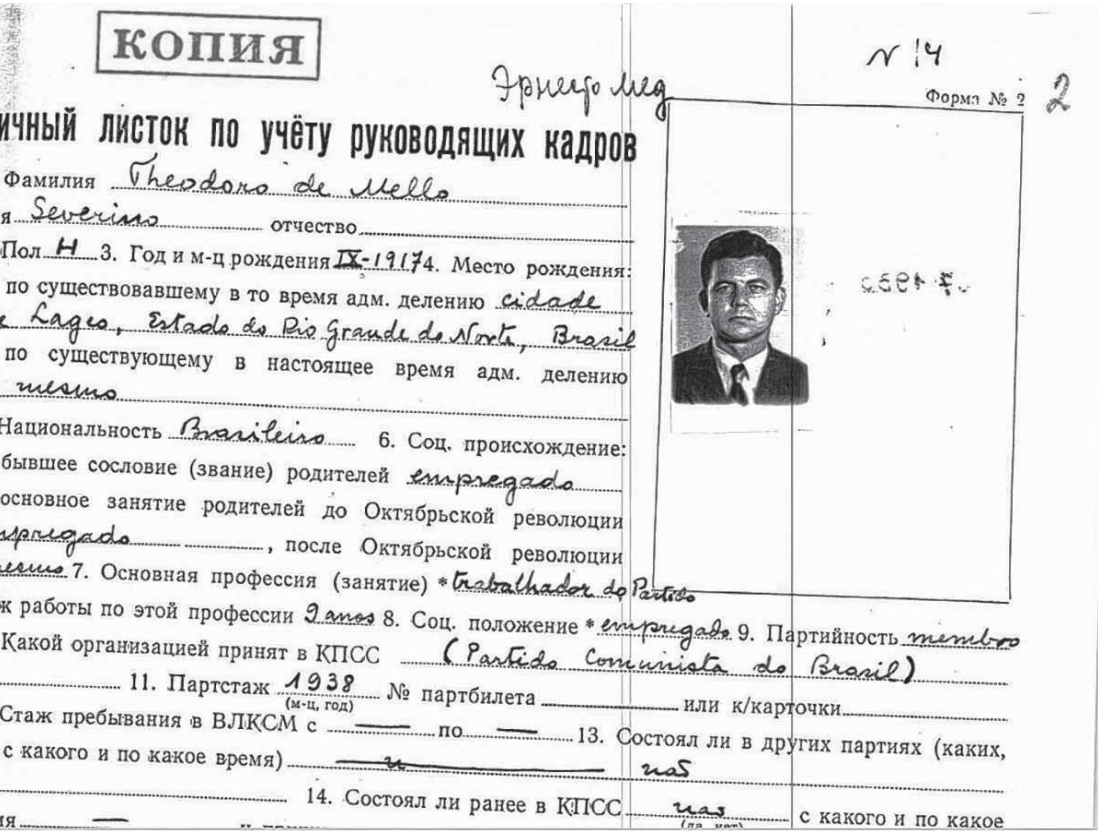 КОПИЯ
N 14
Эрнесто Мед
Форма № 2
2
ичный листок по учёту руководящих кадров
Фамилия Theodoro de Mello
я Severino отчество
Пол H 3. Год и м-ц рождения IX-1917 4. Место рождения:
по существовавшему в то время адм. делению cidade
e Lages, Estado do Rio Grande do Norte, Brasil
по существующему в настоящее время адм. делению
mesmo
Национальность Brasileiro 6. Соц. происхождение:
бывшее сословие (звание) родителей empregado
основное занятие родителей до Октябрьской революции
mpregado, после Октябрьской революции
mesmo 7. Основная профессия (занятие) * trabalhador do Partido
ж работы по этой профессии 9 anos 8. Соц. положение * empregado 9. Партийность membro
Какой организацией принят в КПСС (Partido Comunista do Brasil)
11. Партстаж 1938 № партбилета или к/карточки
(м-ц, год)
Стаж пребывания в ВЛКСМ с — по — 13. Состоял ли в других партиях (каких,
с какого и по какое время) — não
14. Состоял ли ранее в КПСС não с какого и по какое
(да, нет)